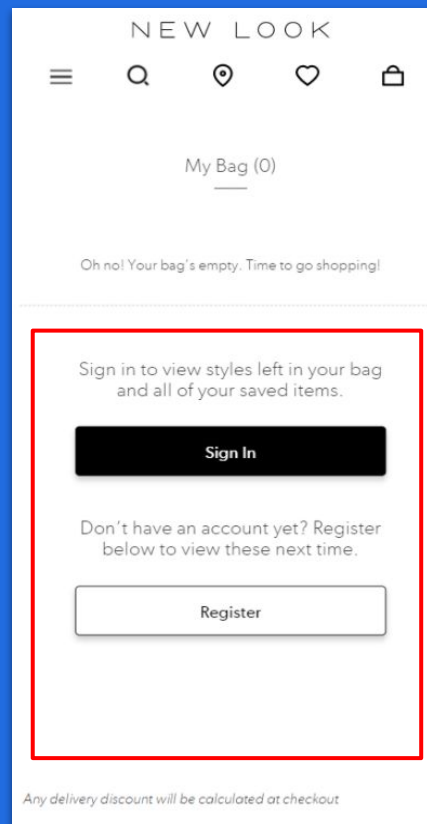 NEW LOOK
My Bag (0)
Oh no! Your bag's empty. Time to go shopping!
Sign in to view styles left in your bag
and all of your saved items.
Sign In
Don't have an account yet? Register
below to view these next time.
Register
Any delivery discount will be calculated at checkout